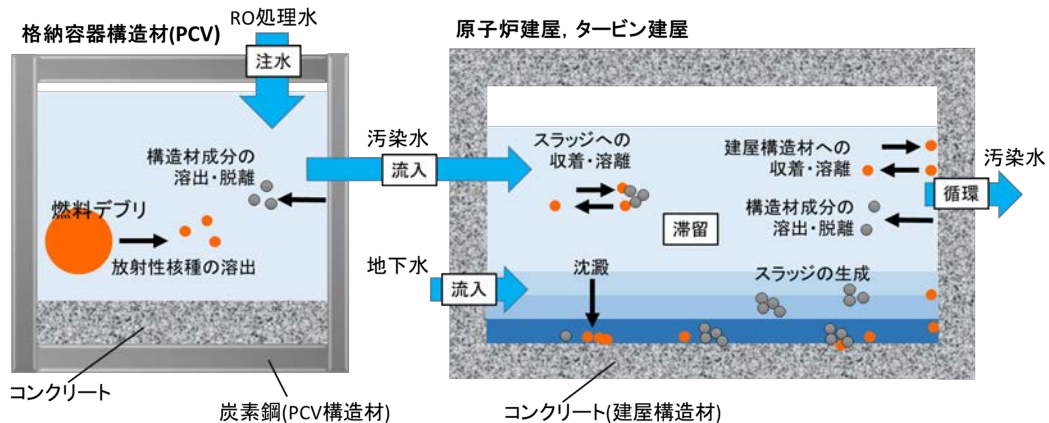 RO処理水
格納容器構造材(PCV)
注水
構造材成分の
溶出・脱離
燃料デブリ
放射性核種の溶出
コンクリート
炭素鋼(PCV構造材)
汚染水
流入
地下水
流入
原子炉建屋，タービン建屋
スラッジへの
収着・溶離
建屋構造材への
収着・溶離
構造材成分の
溶出・脱離
滞留
沈澱
スラッジの生成
汚染水
循環
コンクリート(建屋構造材)